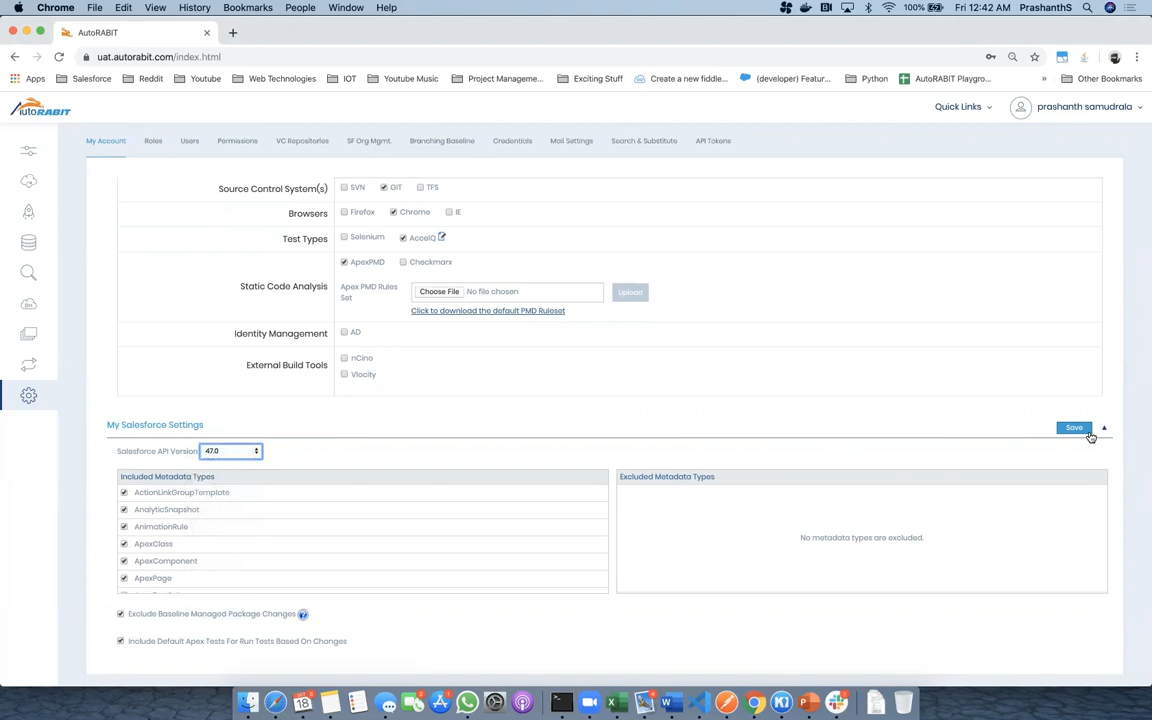 Chrome File Edit View History Bookmarks People Window Help 100% Fri 12:42 AM PrashanthS
AutoRABIT
uat.autorabit.com/index.html
Apps Salesforce Reddit Youtube Web Technologies IOT Youtube Music Project Manageme... Exciting Stuff Create a new fiddle... (developer) Featur... Python AutoRABIT Playgro... » Other Bookmarks
AutoRABIT Quick Links prashanth samudrala
My Account Roles Users Permissions VC Repositories SF Org Mgmt. Branching Baseline Credentials Mail Settings Search & Substitute API Tokens
Source Control System(s) SVN GIT TFS
Browsers Firefox Chrome IE
Test Types Selenium AccelQ
ApexPMD Checkmarx
Static Code Analysis Apex PMD Rules Set Choose File No file chosen Upload
Click to download the default PMD Ruleset
Identity Management AD
External Build Tools nCino
Vlocity
My Salesforce Settings Save
Salesforce API Version 47.0
Included Metadata Types Excluded Metadata Types
ActionLinkGroupTemplate
AnalyticSnapshot
AnimationRule
No metadata types are excluded.
ApexClass
ApexComponent
ApexPage
Exclude Baseline Managed Package Changes
Include Default Apex Tests For Run Tests Based On Changes